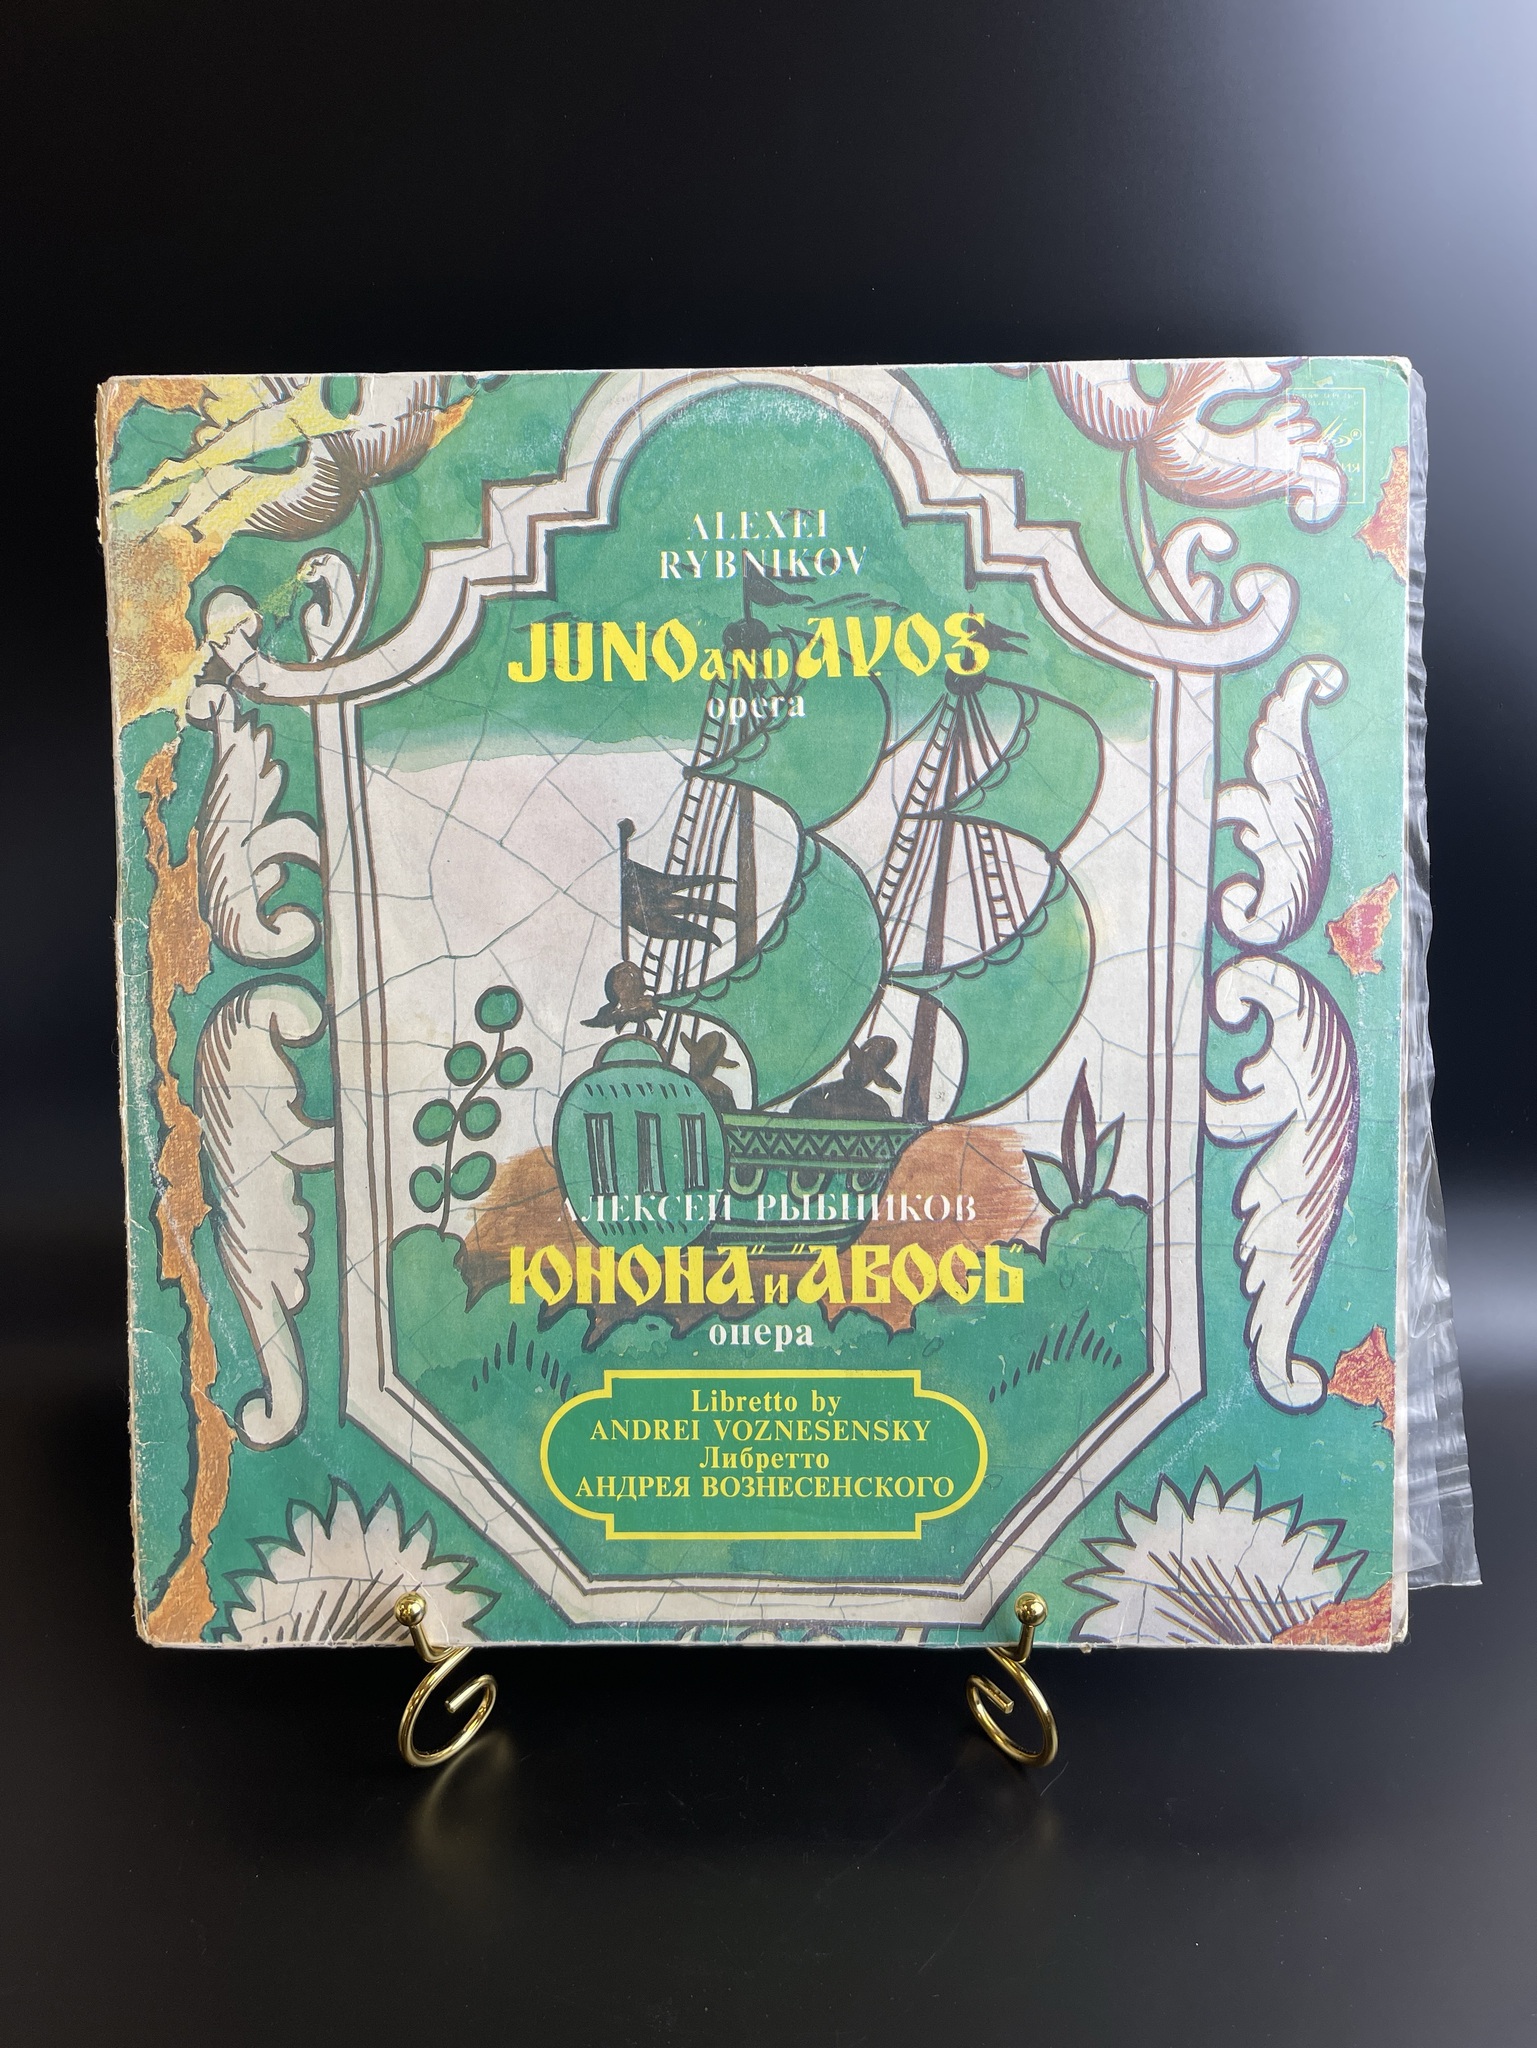 ALEXEI
RYBNIKOV
JUNO AND AVOS
opera
АЛЕКСЕЙ РЫБНИКОВ
"ЮНОНА" и "АВОСЬ"
опера
Libretto by
ANDREI VOZNESENSKY
Либретто
АНДРЕЯ ВОЗНЕСЕНСКОГО